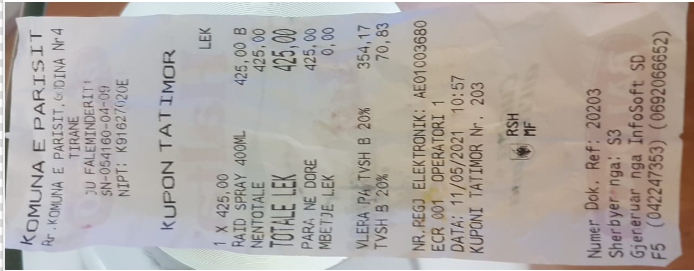 KOMUNA E PARISIT
Rr.KOMUNA E PARISIT, GODINA Nr4
TIRANE
JU FALEMINDERIT!
SN-054160-04-09
NIPT: K91627020E
KUPON TATIMOR
LEK
1 X 425,00
RAID SPRAY 400ML 425,00 B
NENTOTALE 425,00
TOTALE LEK 425,00
PARA NE DORE 425,00
MBETJE LEK 0,00
VLERA PA TVSH B 20% 354,17
TVSH B 20% 70,83
NR.REGJ ELEKTRONIK: AE01003680
ECR 001 OPERATORI 1
DATA: 11/05/2021 10:57
KUPONI TATIMOR Nr. 203
RSH
MF
Numer Dok. Ref: 20203
Sherbyer nga: S3
Gjeneruar nga InfoSoft SD
F5 (042247353) (0692066652)